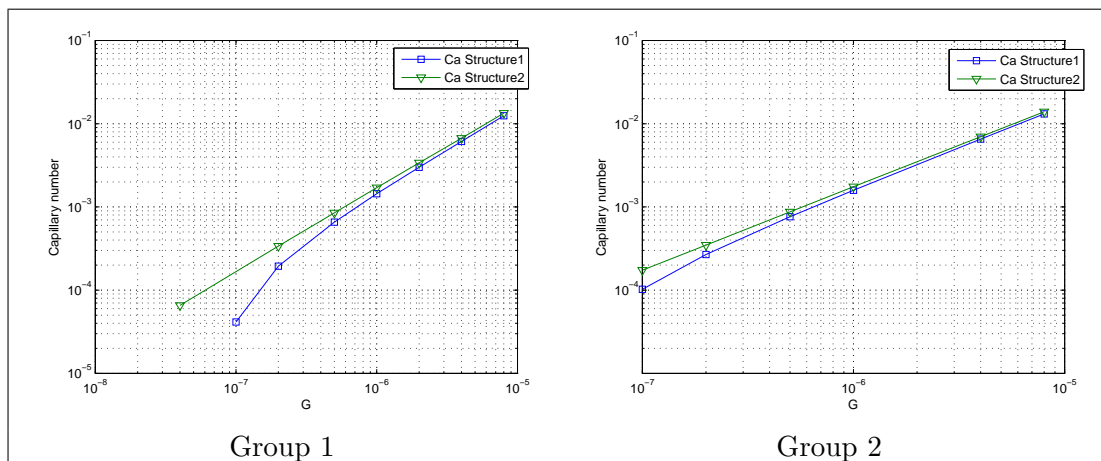 10⁻¹
10⁻²
10⁻³
10⁻⁴
10⁻⁵
Capillary number
10⁻⁸
10⁻⁷
10⁻⁶
10⁻⁵
G
Ca Structure1
Ca Structure2
Group 1
10⁻¹
10⁻²
10⁻³
10⁻⁴
Capillary number
10⁻⁷
10⁻⁶
10⁻⁵
G
Ca Structure1
Ca Structure2
Group 2